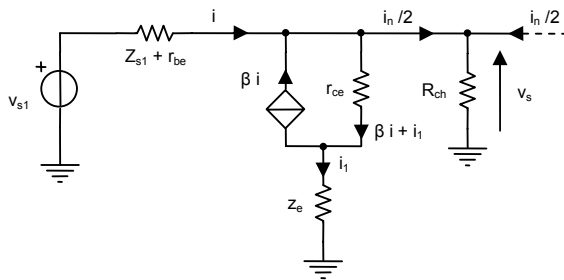 i
i_n /2
i_n /2
Z_s1 + r_be
+
v_s1
β i
r_ce
R_ch
v_s
β i + i_1
i_1
z_e